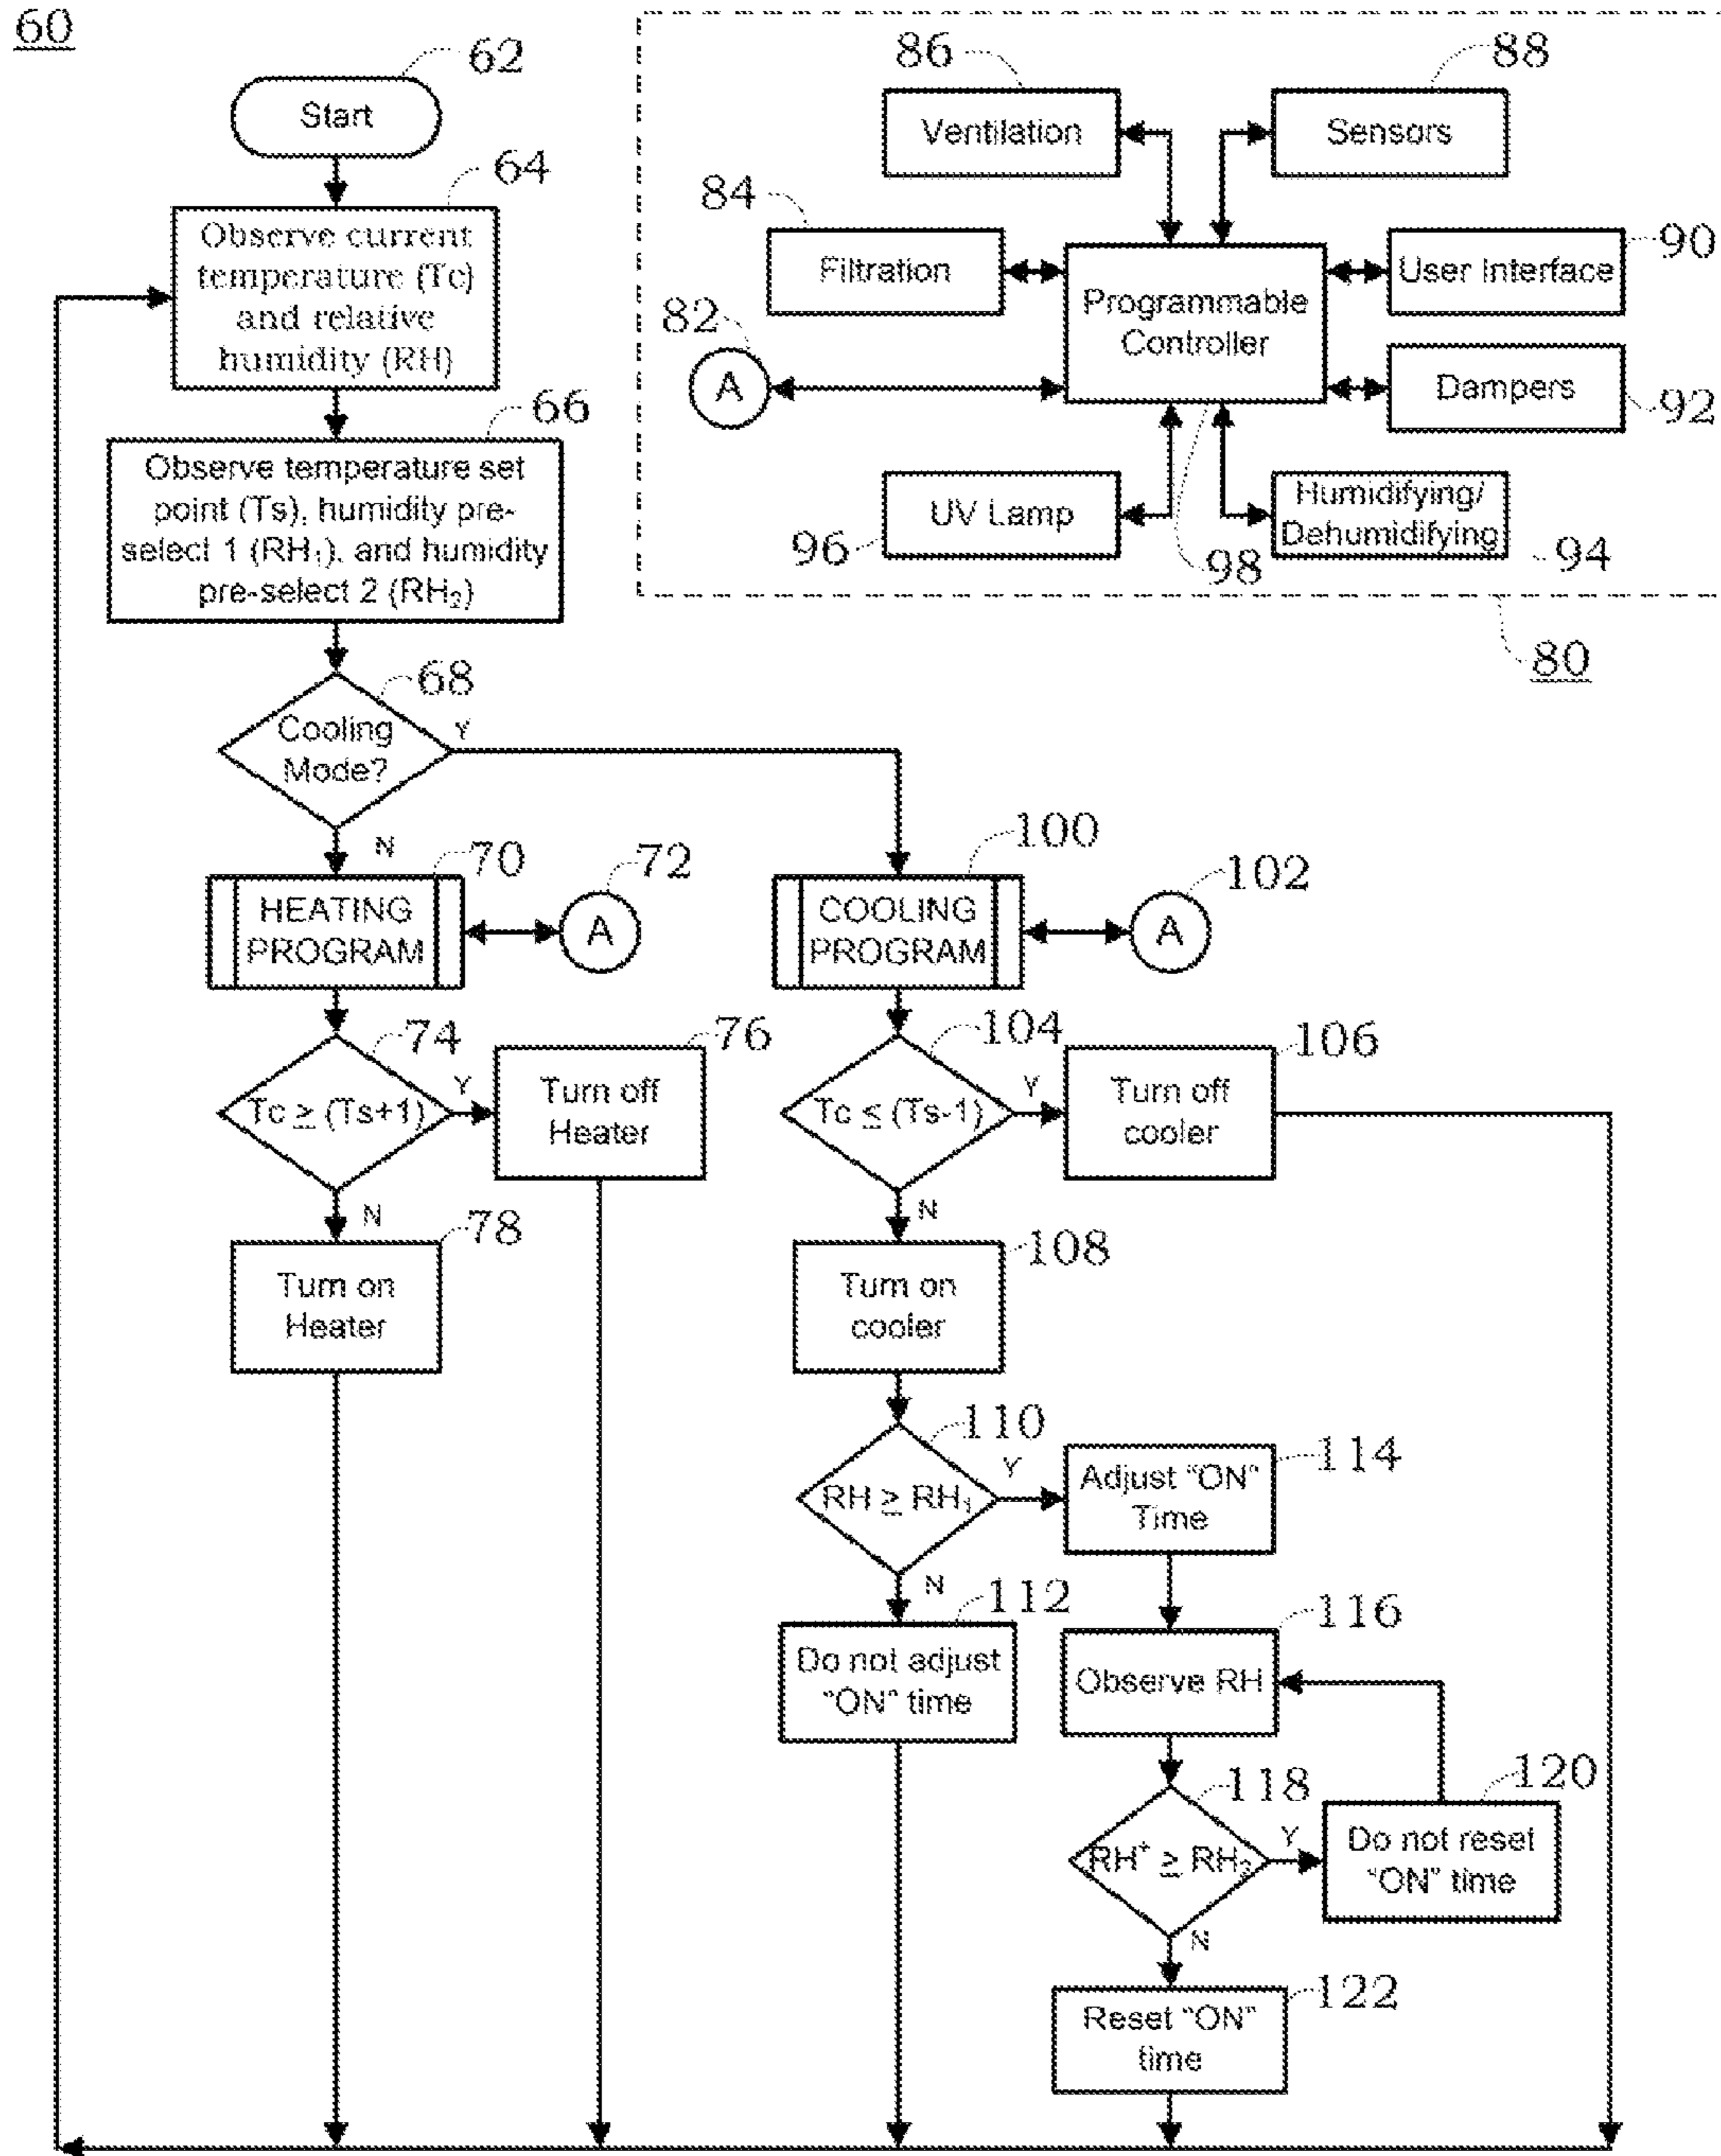 60
62
Start
64
Observe current
temperature (Tc)
and relative
humidity (RH)
66
Observe temperature set
point (Ts), humidity pre-
select 1 (RH₁), and humidity
pre-select 2 (RH₂)
68
Cooling
Mode?
Y
N
86
Ventilation
88
Sensors
84
Filtration
90
User Interface
82
A
Programmable
Controller
Dampers
92
UV Lamp
96
98
Humidifying/
Dehumidifying
94
80
70
HEATING
PROGRAM
72
A
74
Tc ≥ (Ts+1)
Y
76
Turn off
Heater
N
78
Turn on
Heater
100
COOLING
PROGRAM
102
A
104
Tc ≤ (Ts-1)
Y
106
Turn off
cooler
N
108
Turn on
cooler
110
RH ≥ RH₁
Y
114
Adjust “ON”
Time
N
112
Do not adjust
“ON” time
116
Observe RH
118
RH⁺ ≥ RH₂
Y
120
Do not reset
“ON” time
N
122
Reset “ON”
time